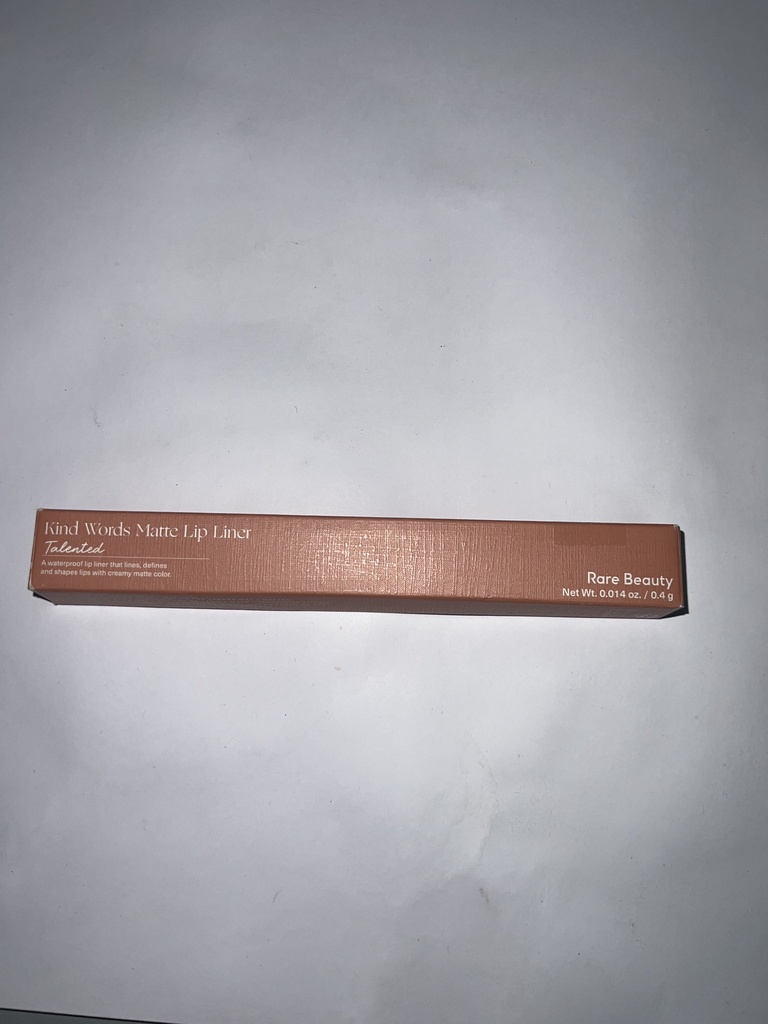 Kind Words Matte Lip Liner
Talented
A waterproof lip liner that lines, defines
and shapes lips with creamy matte color.
Rare Beauty
Net Wt. 0.014 oz. / 0.4 g